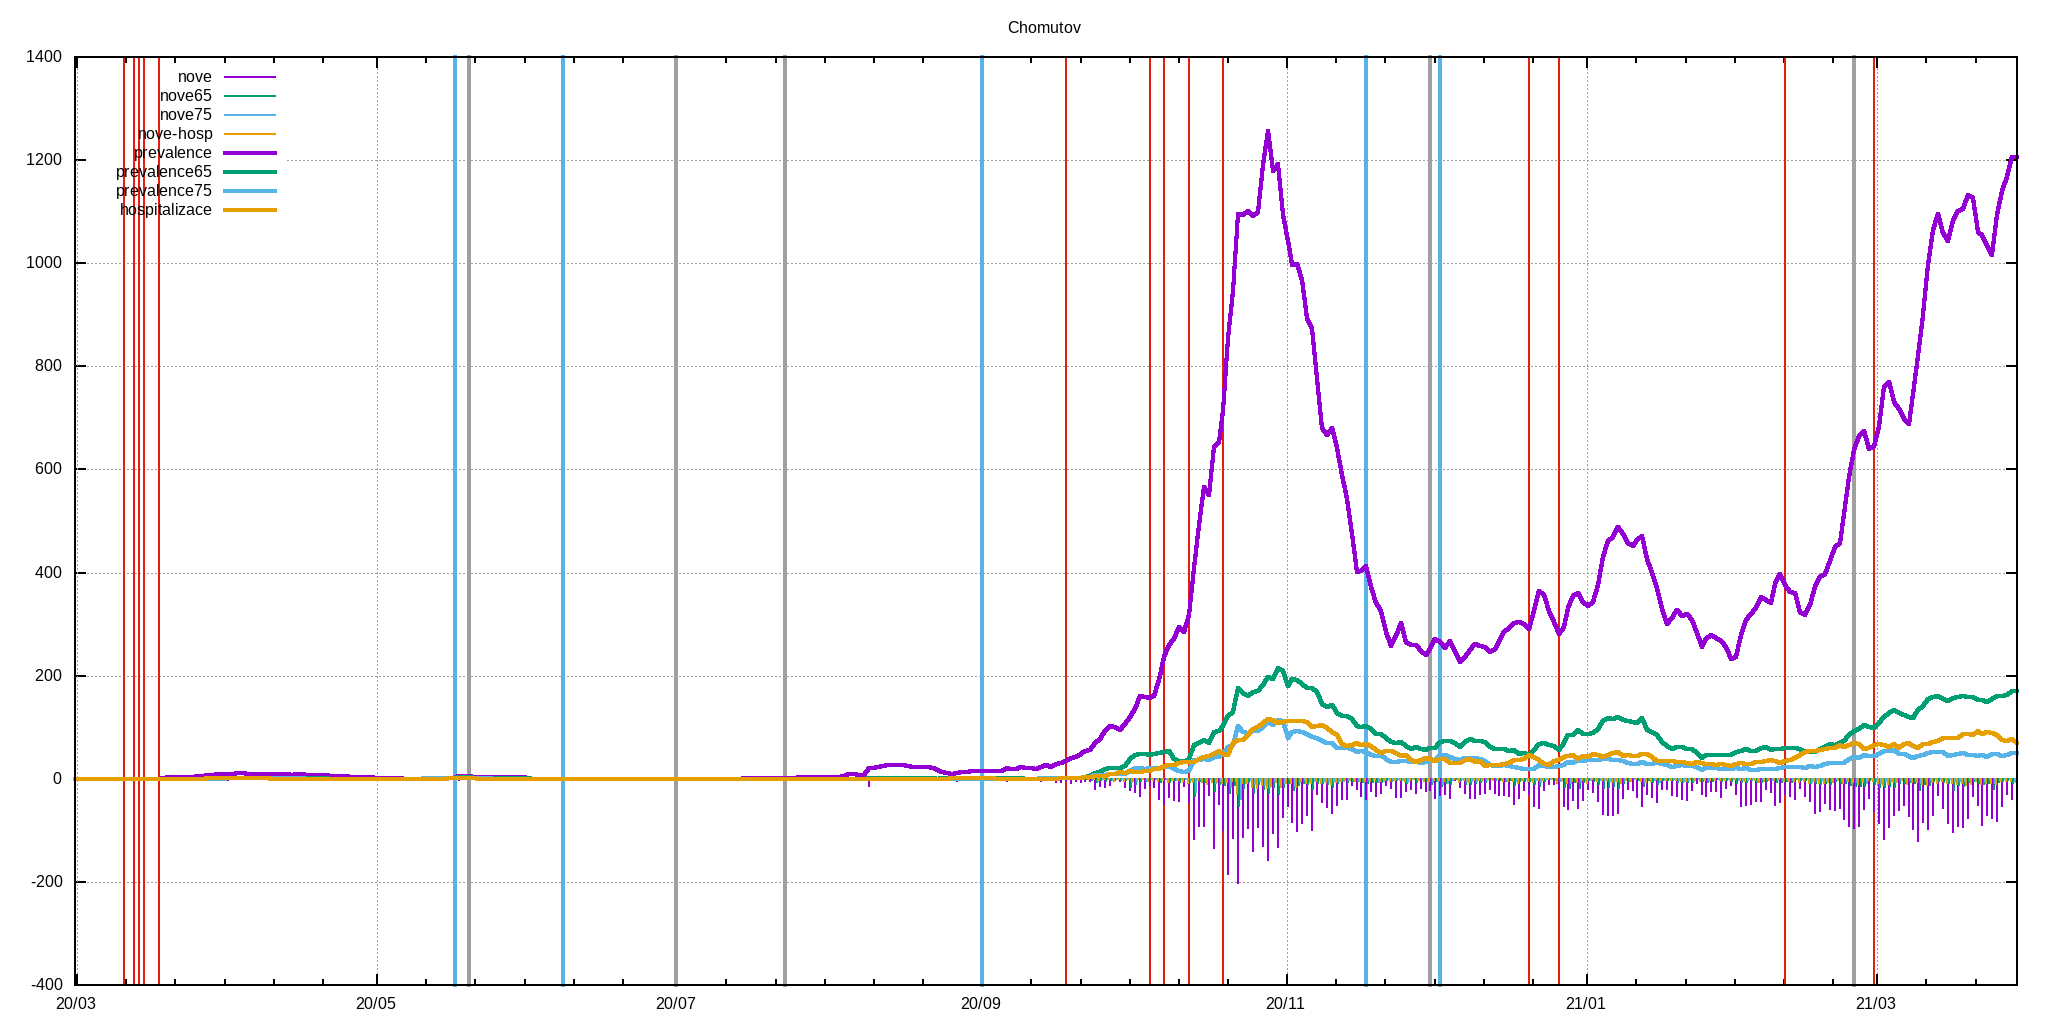 Chomutov
1400
1200
1000
800
600
400
200
0
-200
-400
nove
nove65
nove75
nove-hosp
prevalence
prevalence65
prevalence75
hospitalizace
20/03 20/05 20/07 20/09 20/11 21/01 21/03